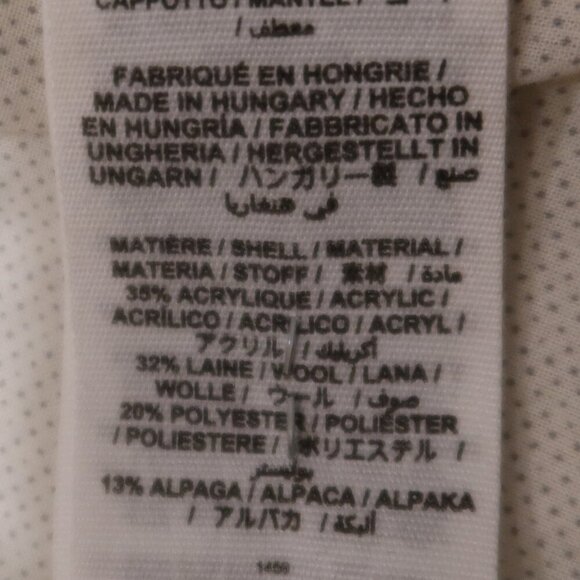 CAPPOTTO / MANTEL /
معطف /
FABRIQUÉ EN HONGRIE /
MADE IN HUNGARY / HECHO
EN HUNGRÍA / FABBRICATO IN
UNGHERIA / HERGESTELLT IN
UNGARN / ハンガリー製 / صنع
في هنغاريا
MATIÈRE / SHELL / MATERIAL /
MATERIA / STOFF / 素材 / مادة /
35% ACRYLIQUE / ACRYLIC /
ACRÍLICO / ACRILICO / ACRYL /
アクリル / أكريليك
32% LAINE / WOOL / LANA /
WOLLE / ウール / صوف
20% POLYESTER / POLIÉSTER
/ POLIESTERE / ポリエステル /
بوليستر
13% ALPAGA / ALPACA / ALPAKA
/ アルパカ / ألبكة